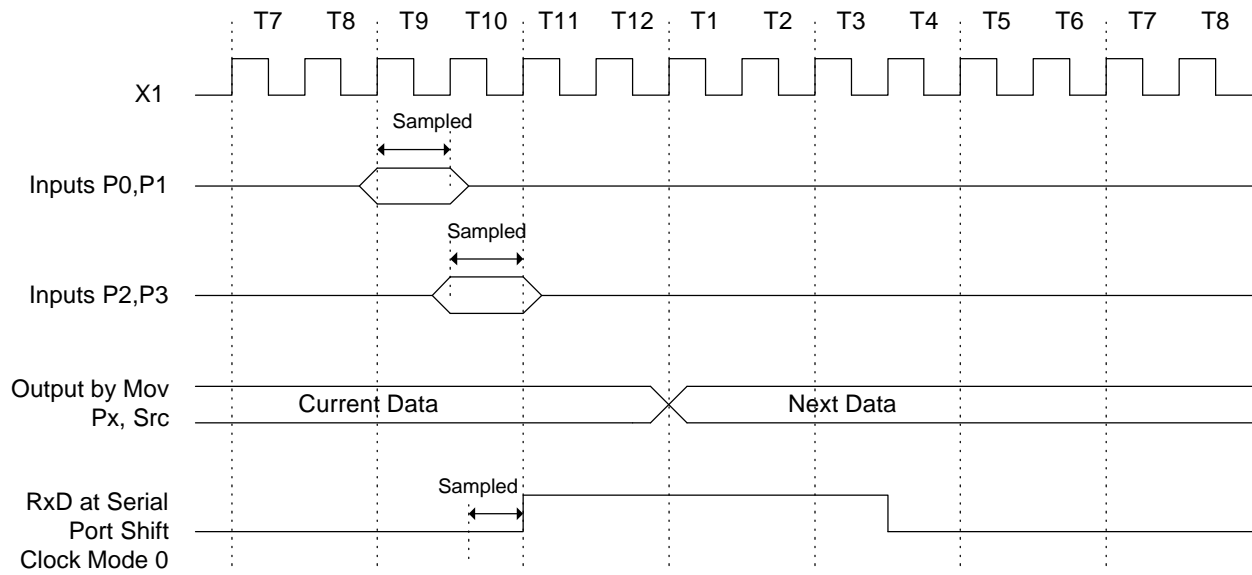 T7 T8 T9 T10 T11 T12 T1 T2 T3 T4 T5 T6 T7 T8
X1
Sampled
Inputs P0,P1
Sampled
Inputs P2,P3
Output by Mov
Px, Src
Current Data
Next Data
Sampled
RxD at Serial
Port Shift
Clock Mode 0